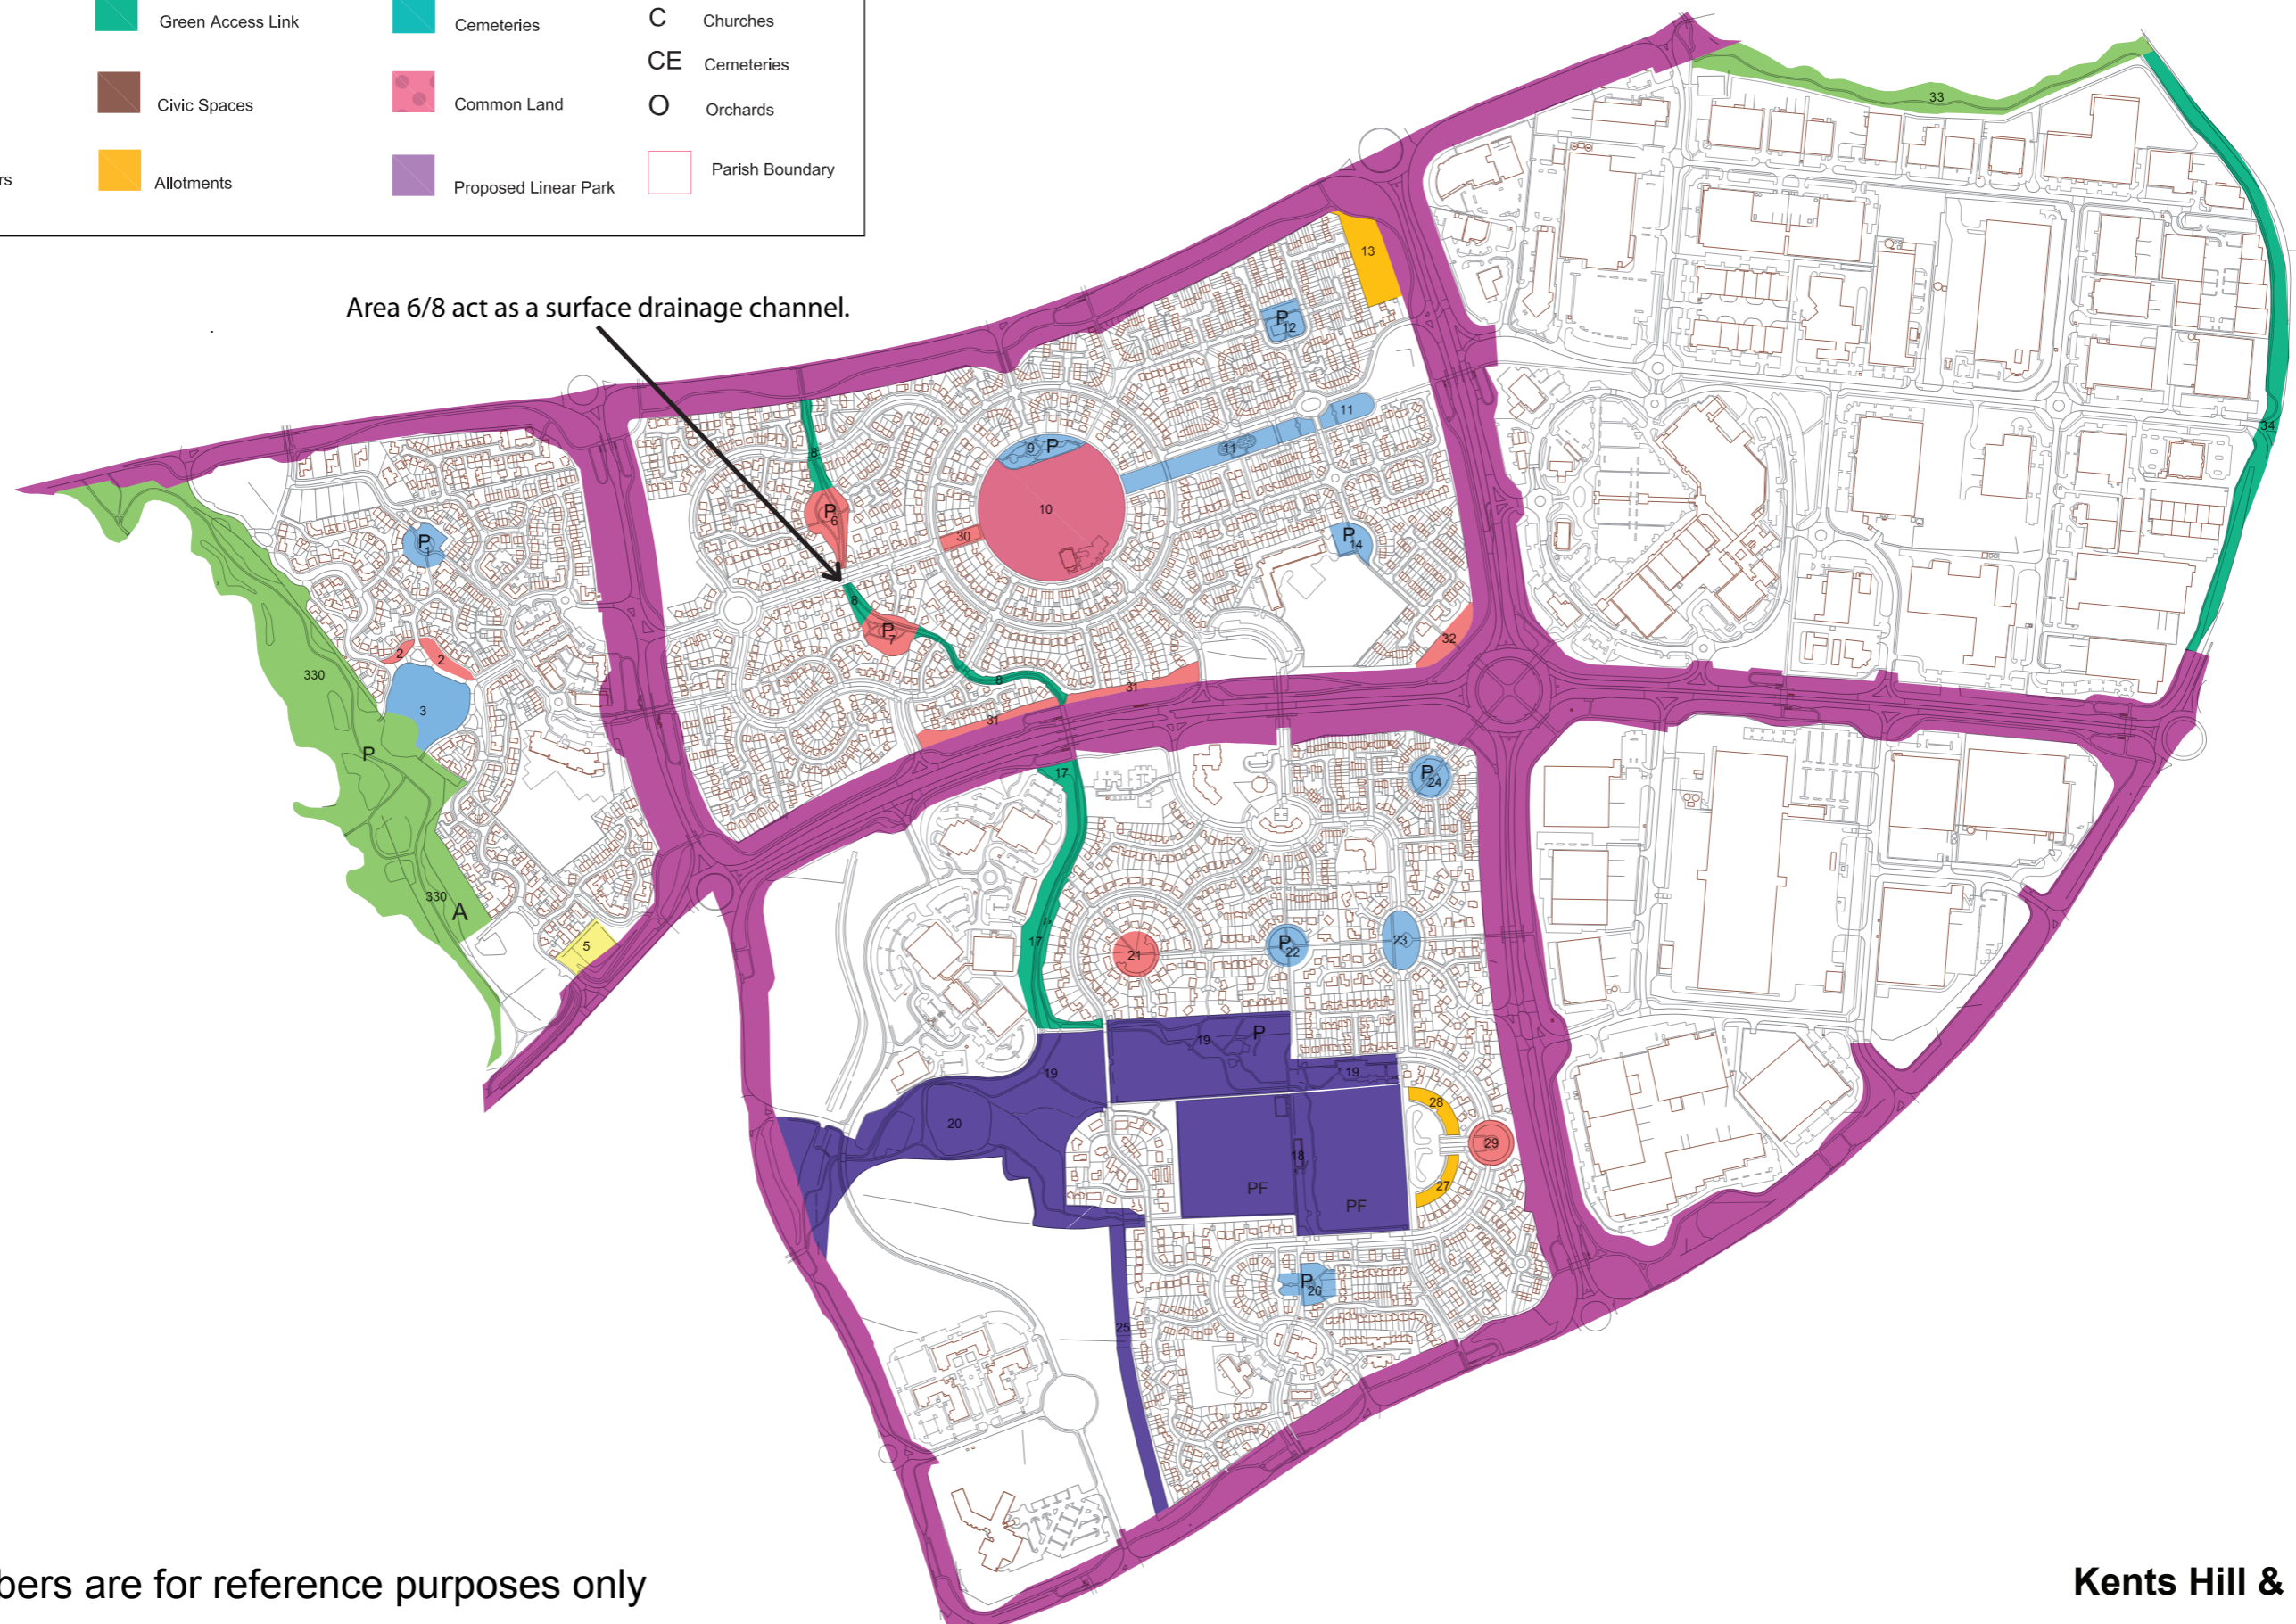 Green Access Link
Cemeteries
C Churches
CE Cemeteries
Civic Spaces
Common Land
O Orchards
rs
Allotments
Proposed Linear Park
Parish Boundary
33
13
Area 6/8 act as a surface drainage channel.
P 12
11
11
34
8
9 P
10
P 6
30
P 14
P 1
8
P 7
32
2
2
330
8
31
3
31
P
17
P 24
330
A
5
17
21
P 22
23
19
P
19
19
28
20
29
18
27
PF
PF
P 26
25
bers are for reference purposes only
Kents Hill &